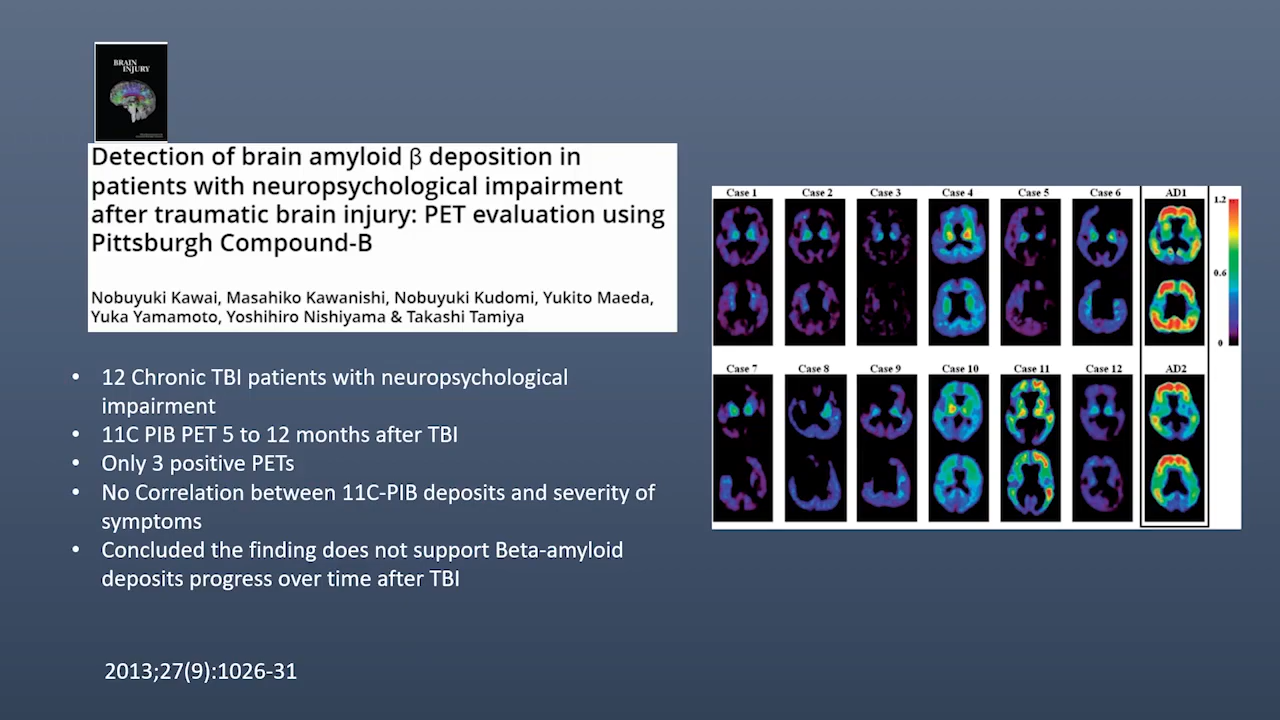 BRAIN
INJURY
Detection of brain amyloid β deposition in
patients with neuropsychological impairment
after traumatic brain injury: PET evaluation using
Pittsburgh Compound-B
Nobuyuki Kawai, Masahiko Kawanishi, Nobuyuki Kudomi, Yukito Maeda,
Yuka Yamamoto, Yoshihiro Nishiyama & Takashi Tamiya
• 12 Chronic TBI patients with neuropsychological
impairment
• 11C PIB PET 5 to 12 months after TBI
• Only 3 positive PETs
• No Correlation between 11C-PIB deposits and severity of
symptoms
• Concluded the finding does not support Beta-amyloid
deposits progress over time after TBI
2013;27(9):1026-31
Case 1 Case 2 Case 3 Case 4 Case 5 Case 6 AD1
1.2
0.6
0
Case 7 Case 8 Case 9 Case 10 Case 11 Case 12 AD2